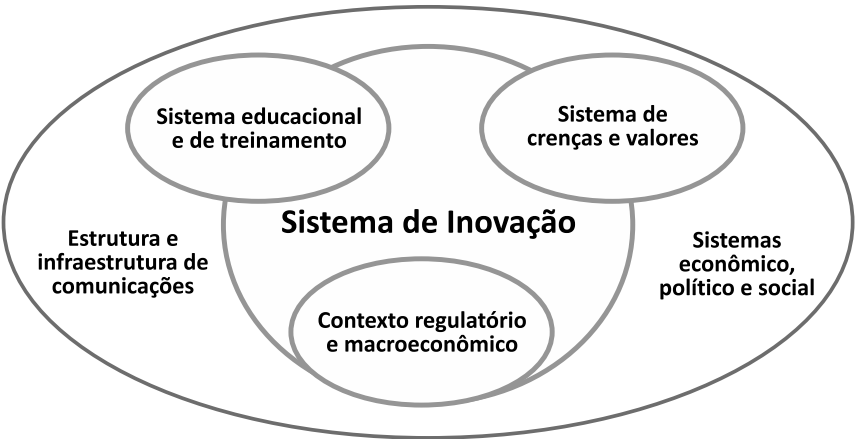 Sistema educacional
e de treinamento
Sistema de
crenças e valores
Sistema de Inovação
Estrutura e
infraestrutura de
comunicações
Sistemas
econômico,
político e social
Contexto regulatório
e macroeconômico